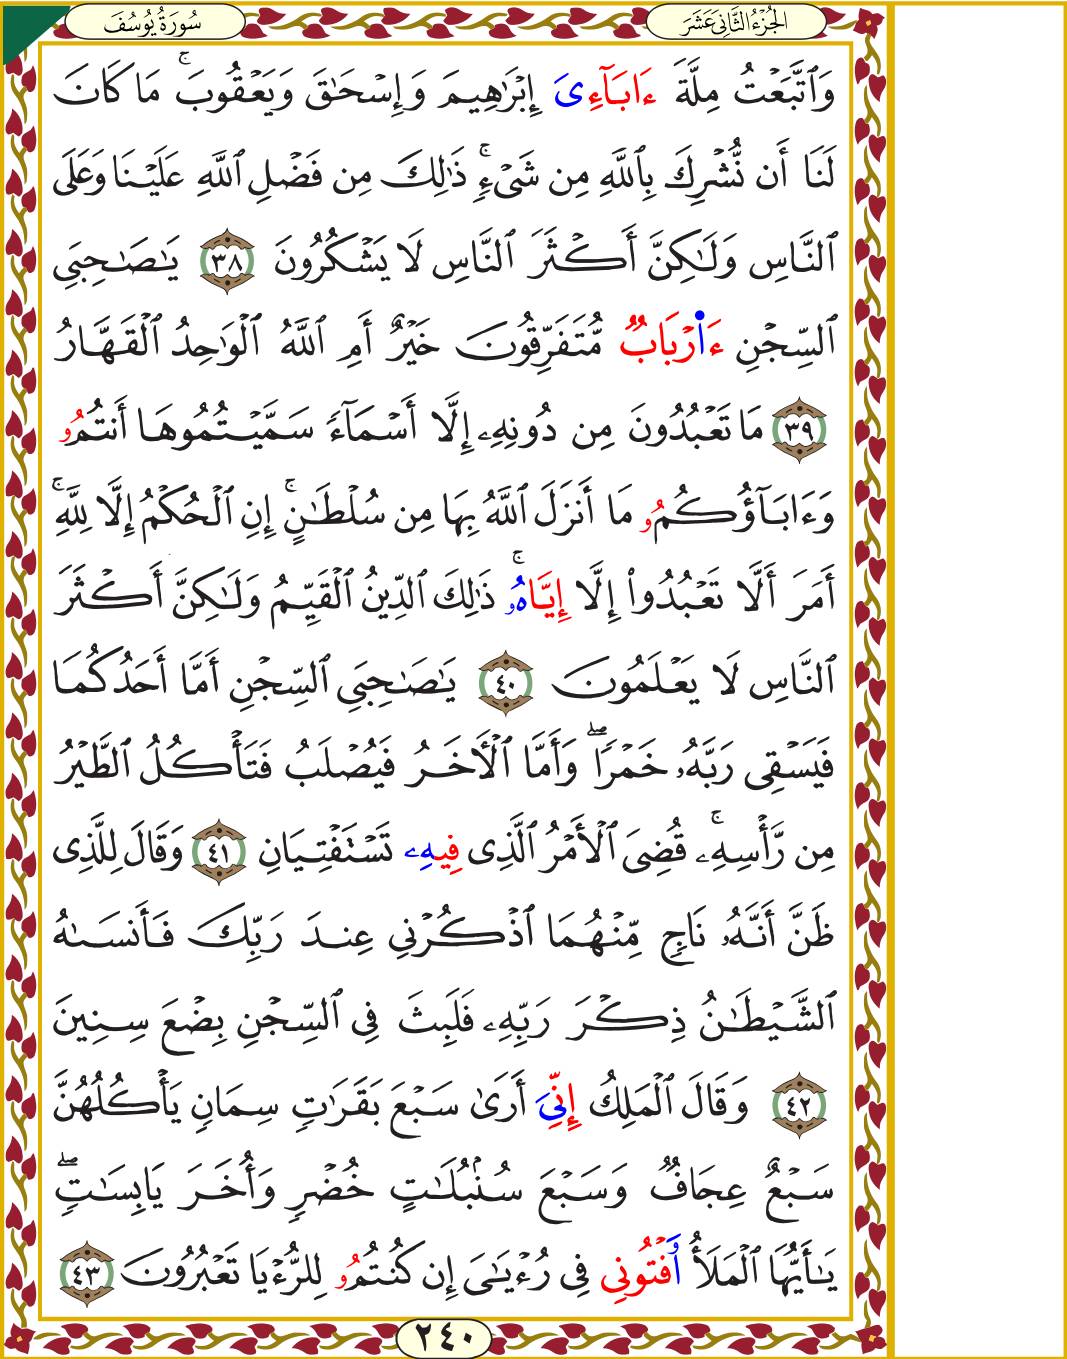 الجُزْءُ الثَّانِي عَشَرَ
سُورَةُ يُوسُفَ
وَٱتَّبَعۡتُ مِلَّةَ ءَابَآءِىَ إِبۡرَٰهِيمَ وَإِسۡحَٰقَ وَيَعۡقُوبَۚ مَا كَانَ
لَنَا أَن نُّشۡرِكَ بِٱللَّهِ مِن شَىۡءٖۚ ذَٰلِكَ مِن فَضۡلِ ٱللَّهِ عَلَيۡنَا وَعَلَى
ٱلنَّاسِ وَلَٰكِنَّ أَكۡثَرَ ٱلنَّاسِ لَا يَشۡكُرُونَ ٣٨ يَٰصَٰحِبَىِ
ٱلسِّجۡنِ ءَا۬رۡبَابٞ مُّتَفَرِّقُونَ خَيۡرٌ أَمِ ٱللَّهُ ٱلۡوَٰحِدُ ٱلۡقَهَّارُ
٣٩ مَا تَعۡبُدُونَ مِن دُونِهِۦ إِلَّا أَسۡمَآءٗ سَمَّيۡتُمُوهَا أَنتُمُۥ
وَءَابَآؤُكُمُۥ مَا أَنزَلَ ٱللَّهُ بِهَا مِن سُلۡطَٰنٍۚ إِنِ ٱلۡحُكۡمُ إِلَّا لِلَّهِۚ
أَمَرَ أَلَّا تَعۡبُدُواْ إِلَّا إِيَّاهُۥۚ ذَٰلِكَ ٱلدِّينُ ٱلۡقَيِّمُ وَلَٰكِنَّ أَكۡثَرَ
ٱلنَّاسِ لَا يَعۡلَمُونَ ٤٠ يَٰصَٰحِبَىِ ٱلسِّجۡنِ أَمَّا أَحَدُكُمَا
فَيَسۡقِى رَبَّهُۥ خَمۡرٗاۖ وَأَمَّا ٱلۡأٓخَرُ فَيُصۡلَبُ فَتَأۡكُلُ ٱلطَّيۡرُ
مِن رَّأۡسِهِۦۚ قُضِىَ ٱلۡأَمۡرُ ٱلَّذِى فِيهِۦ تَسۡتَفۡتِيَانِ ٤١ وَقَالَ لِلَّذِى
ظَنَّ أَنَّهُۥ نَاجٖ مِّنۡهُمَا ٱذۡكُرۡنِى عِندَ رَبِّكَ فَأَنسَىٰهُ
ٱلشَّيۡطَٰنُ ذِكۡرَ رَبِّهِۦ فَلَبِثَ فِى ٱلسِّجۡنِ بِضۡعَ سِنِينَ
٤٢ وَقَالَ ٱلۡمَلِكُ إِنِّىَ أَرَىٰ سَبۡعَ بَقَرَٰتٖ سِمَانٖ يَأۡكُلُهُنَّ
سَبۡعٌ عِجَافٞ وَسَبۡعَ سُنۢبُلَٰتٍ خُضۡرٖ وَأُخَرَ يَابِسَٰتٖۖ
يَٰأَيُّهَا ٱلۡمَلَأُ وَفۡتُونِى فِى رُءۡيَٰىَ إِن كُنتُمُۥ لِلرُّءۡيَا تَعۡبُرُونَ ٤٣
٢٤٠